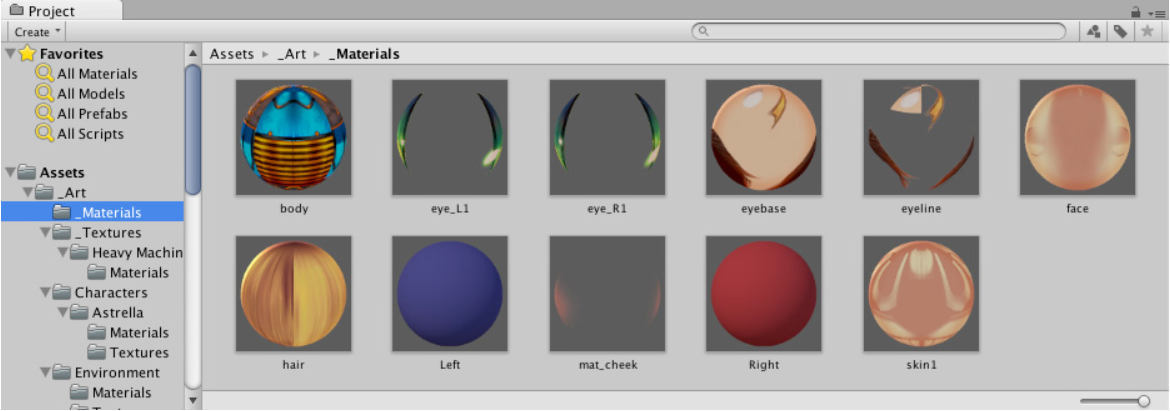 Project
Create
Favorites
All Materials
All Models
All Prefabs
All Scripts
Assets
_Art
_Materials
_Textures
Heavy Machin
Materials
Characters
Astrella
Materials
Textures
Environment
Materials
Assets _Art _Materials
body eye_L1 eye_R1 eyebase eyeline face
hair Left mat_cheek Right skin1